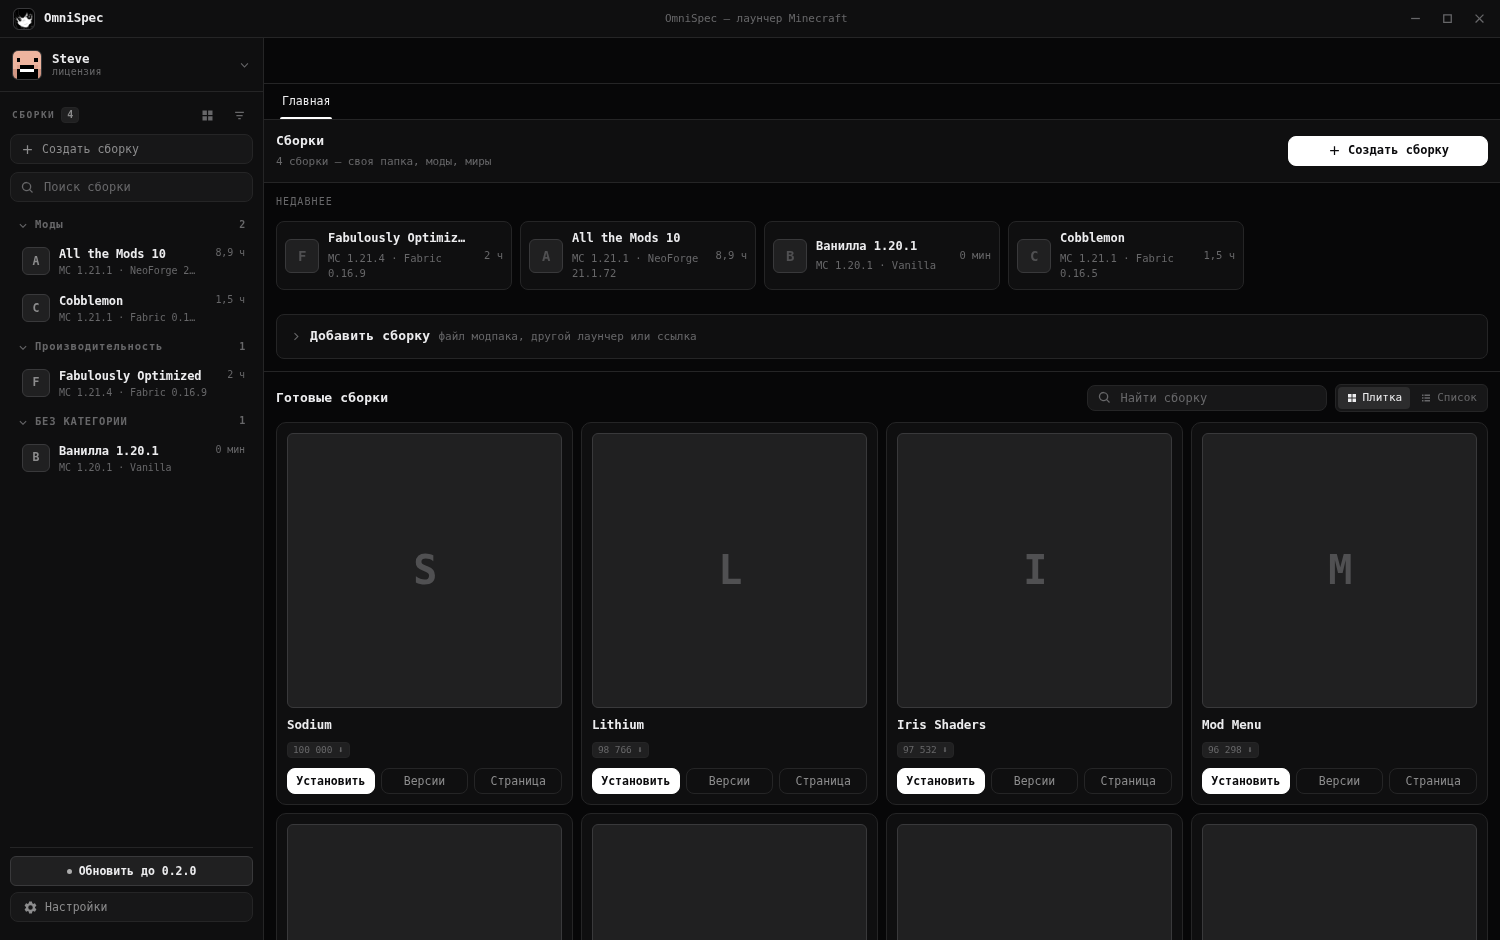 OmniSpec
OmniSpec — лаунчер Minecraft
Steve
лицензия
СБОРКИ 4
Создать сборку
Поиск сборки
Моды 2
A
All the Mods 10 8,9 ч
MC 1.21.1 · NeoForge 2…
C
Cobblemon 1,5 ч
MC 1.21.1 · Fabric 0.1…
Производительность 1
F
Fabulously Optimized 2 ч
MC 1.21.4 · Fabric 0.16.9
БЕЗ КАТЕГОРИИ 1
В
Ванилла 1.20.1 0 мин
MC 1.20.1 · Vanilla
Обновить до 0.2.0
Настройки
Главная
Сборки
4 сборки — своя папка, моды, миры
Создать сборку
НЕДАВНЕЕ
F
Fabulously Optimiz…
MC 1.21.4 · Fabric
0.16.9
2 ч
A
All the Mods 10
MC 1.21.1 · NeoForge
21.1.72
8,9 ч
В
Ванилла 1.20.1
MC 1.20.1 · Vanilla
0 мин
C
Cobblemon
MC 1.21.1 · Fabric
0.16.5
1,5 ч
Добавить сборку файл модпака, другой лаунчер или ссылка
Готовые сборки
Найти сборку
Плитка
Список
S
Sodium
100 000 ⬇
Установить Версии Страница
L
Lithium
98 766 ⬇
Установить Версии Страница
I
Iris Shaders
97 532 ⬇
Установить Версии Страница
M
Mod Menu
96 298 ⬇
Установить Версии Страница